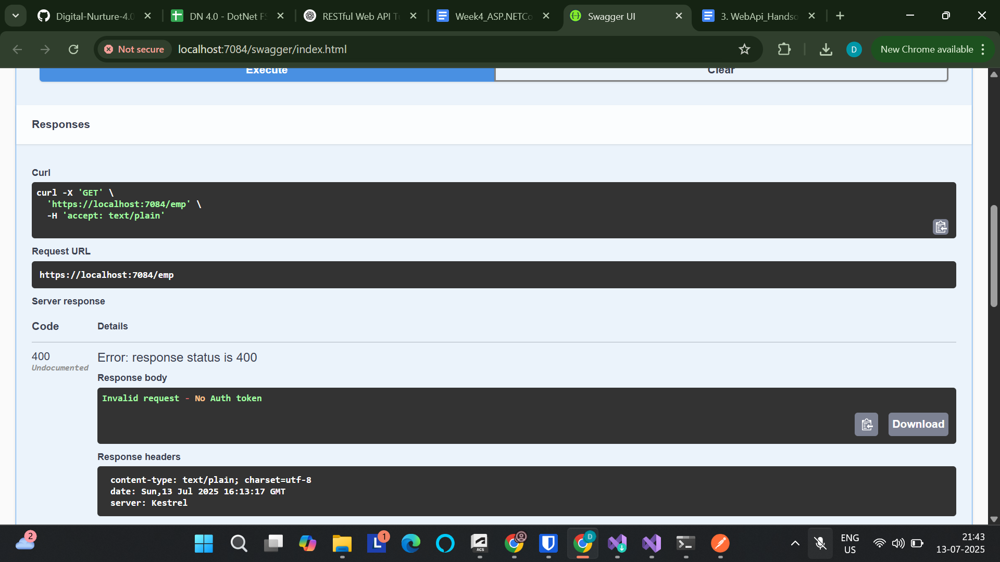 Digital-Nurture-4.0
DN 4.0 - DotNet FS
RESTful Web API T
Week4_ASP.NETCo
Swagger UI
3. WebApi_Handso
Not secure
localhost:7084/swagger/index.html
D
New Chrome available
Execute
Clear
Responses
Curl
curl -X 'GET' \
'https://localhost:7084/emp' \
-H 'accept: text/plain'
Request URL
https://localhost:7084/emp
Server response
Code
Details
400
Undocumented
Error: response status is 400
Response body
Invalid request - No Auth token
Download
Response headers
content-type: text/plain; charset=utf-8
date: Sun,13 Jul 2025 16:13:17 GMT
server: Kestrel
2
L
1
ACS
D
ENG
US
21:43
13-07-2025